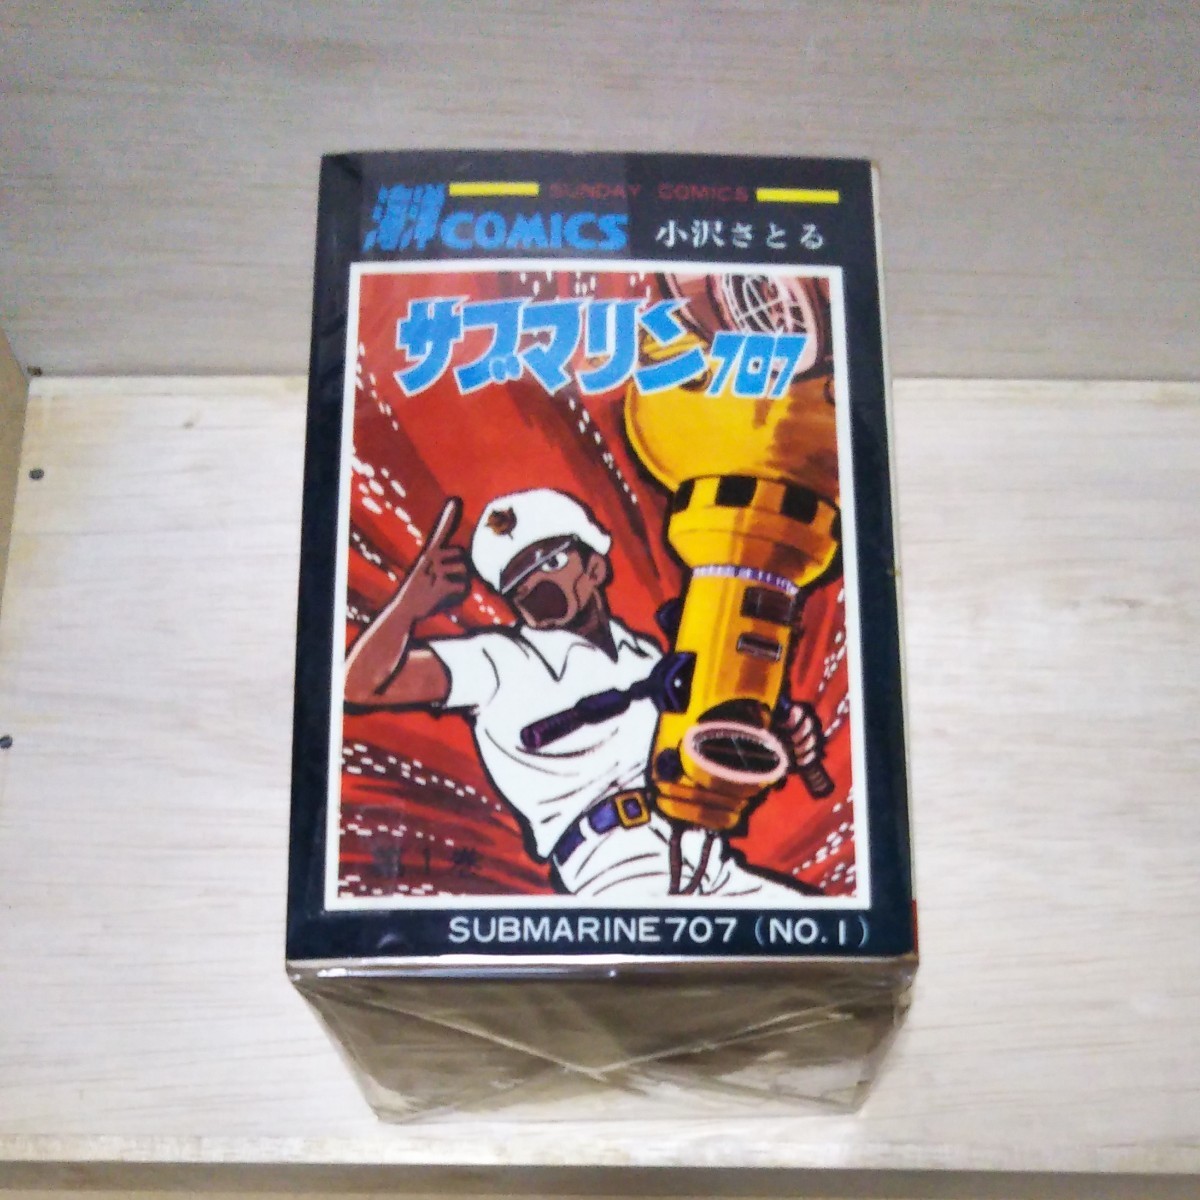 SUNDAY COMICS
海洋COMICS 小沢さとる
サブマリン707
第1巻
SUBMARINE707 (NO.1)